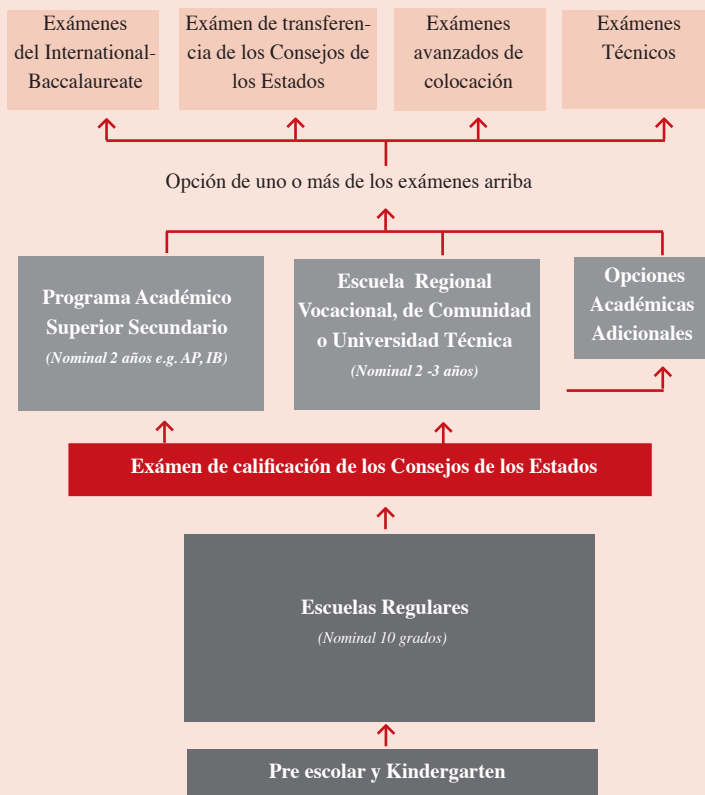 Exámenes
del International-
Baccalaureate
Exámen de transferen-
cia de los Consejos de
los Estados
Exámenes
avanzados de
colocación
Exámenes
Técnicos
Opción de uno o más de los exámenes arriba
Programa Académico
Superior Secundario
(Nominal 2 años e.g. AP, IB)
Escuela Regional
Vocacional, de Comunidad
o Universidad Técnica
(Nominal 2 -3 años)
Opciones
Académicas
Adicionales
Exámen de calificación de los Consejos de los Estados
Escuelas Regulares
(Nominal 10 grados)
Pre escolar y Kindergarten